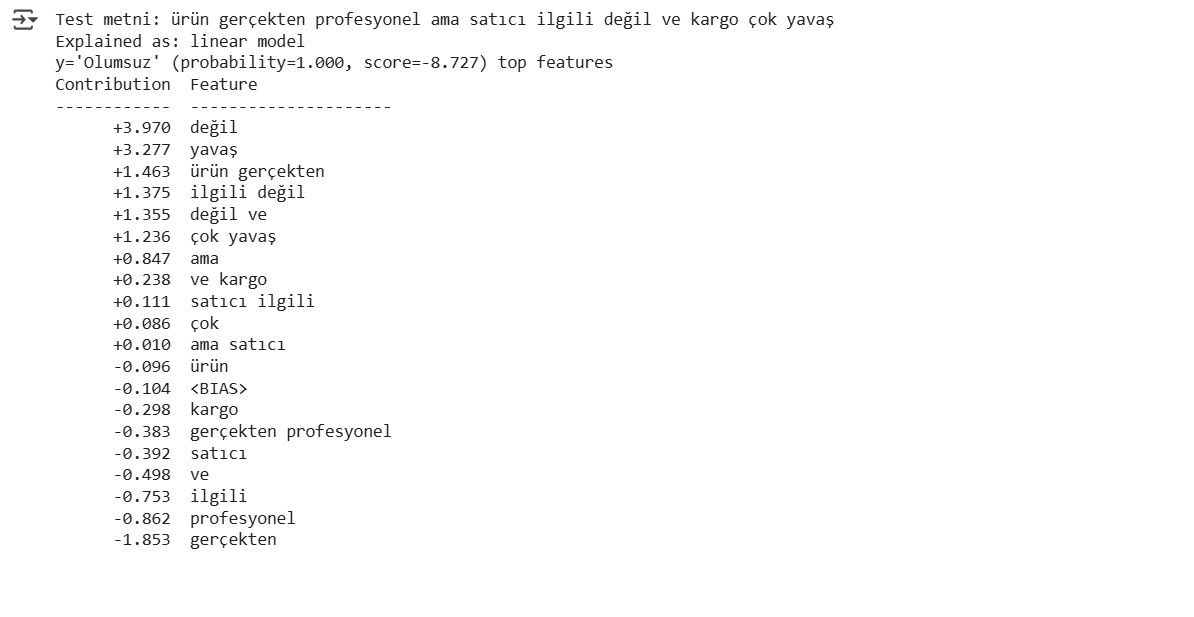 Test metni: ürün gerçekten profesyonel ama satıcı ilgili değil ve kargo çok yavaş
Explained as: linear model
y='Olumsuz' (probability=1.000, score=-8.727) top features
Contribution  Feature
------------  ---------------------
+3.970  değil
+3.277  yavaş
+1.463  ürün gerçekten
+1.375  ilgili değil
+1.355  değil ve
+1.236  çok yavaş
+0.847  ama
+0.238  ve kargo
+0.111  satıcı ilgili
+0.086  çok
+0.010  ama satıcı
-0.096  ürün
-0.104  <BIAS>
-0.298  kargo
-0.383  gerçekten profesyonel
-0.392  satıcı
-0.498  ve
-0.753  ilgili
-0.862  profesyonel
-1.853  gerçekten